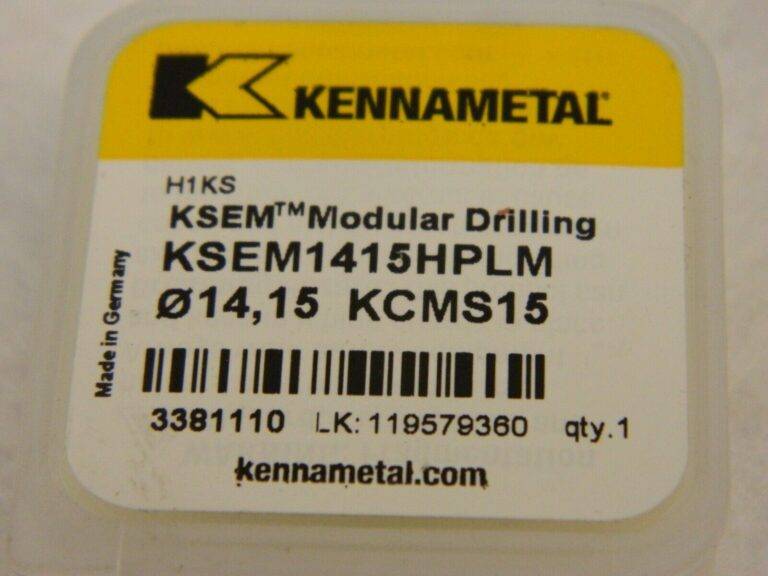 KENNAMETAL®
H1KS
KSEM™ Modular Drilling
KSEM1415HPLM
Ø14,15 KCMS15
Made in Germany
3381110 LK: 119579360 qty.1
kennametal.com